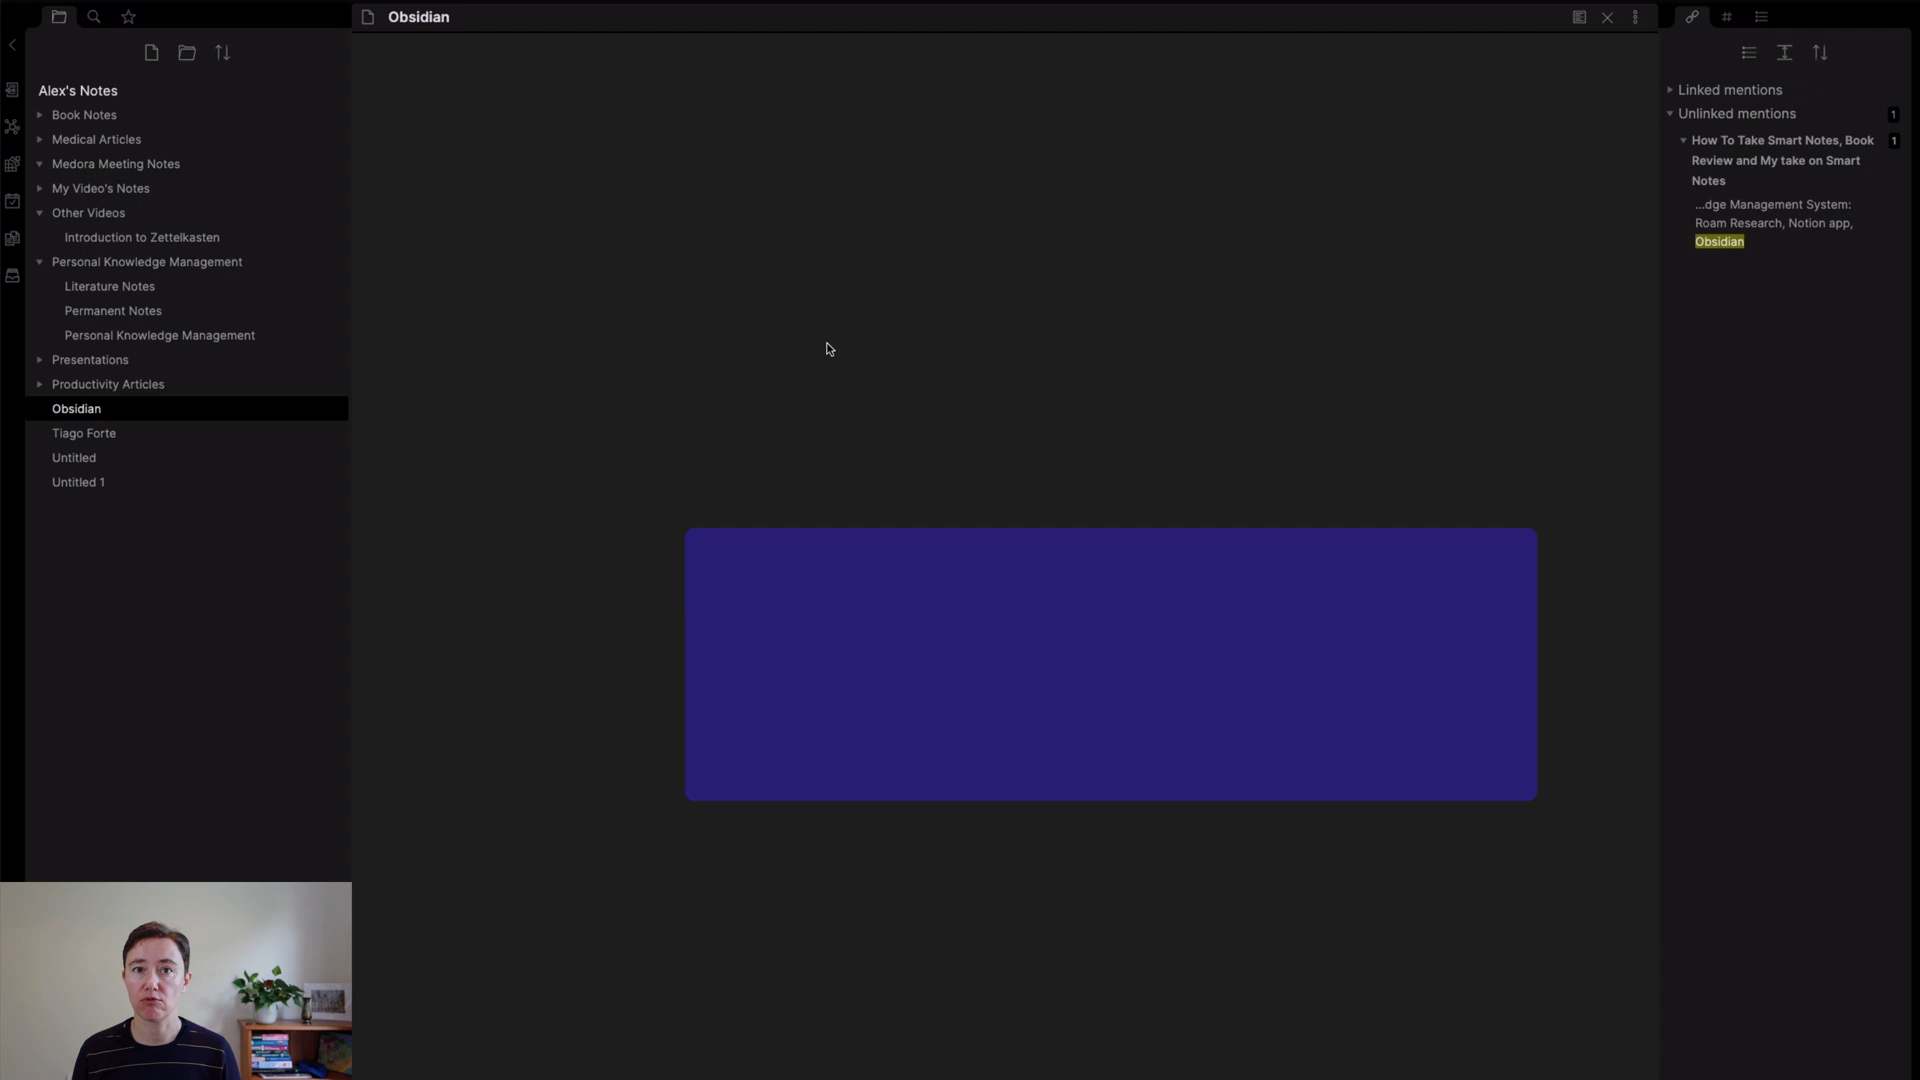 Obsidian
Alex's Notes
Book Notes
Medical Articles
Medora Meeting Notes
My Video's Notes
Other Videos
Introduction to Zettelkasten
Personal Knowledge Management
Literature Notes
Permanent Notes
Personal Knowledge Management
Presentations
Productivity Articles
Obsidian
Tiago Forte
Untitled
Untitled 1
Linked mentions
Unlinked mentions 1
How To Take Smart Notes, Book 1
Review and My take on Smart
Notes
...dge Management System:
Roam Research, Notion app,
Obsidian